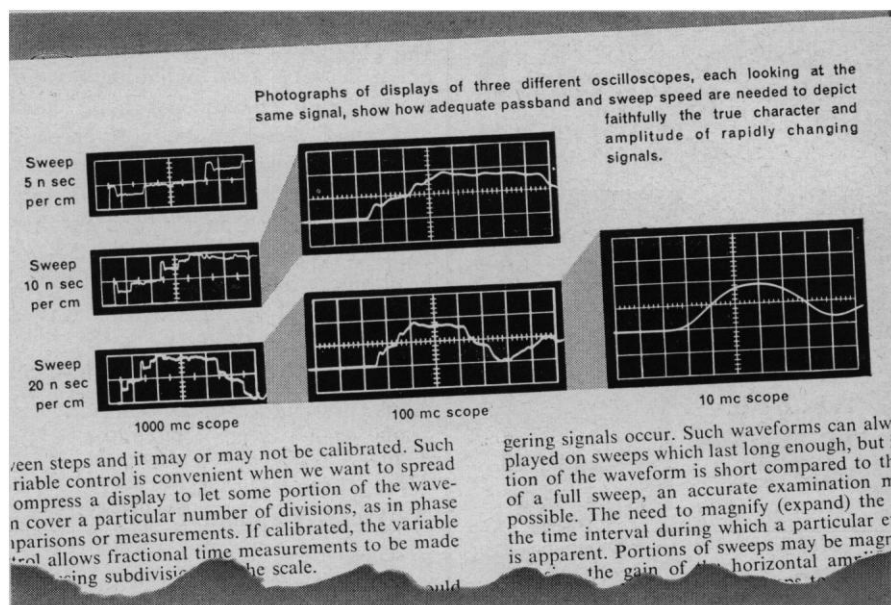 Photographs of displays of three different oscilloscopes, each looking at the
same signal, show how adequate passband and sweep speed are needed to depict
faithfully the true character and
amplitude of rapidly changing
signals.
Sweep
5 n sec
per cm
Sweep
10 n sec
per cm
Sweep
20 n sec
per cm
1000 mc scope
100 mc scope
10 mc scope
steps and it may or may not be calibrated. Such
control is convenient when we want to spread
a display to let some portion of the wave-
cover a particular number of divisions, as in phase
or measurements. If calibrated, the variable
allows fractional time measurements to be made
scale.
gering signals occur. Such waveforms can
played on sweeps which last long enough, but
tion of the waveform is short compared to
of a full sweep, an accurate examination
possible. The need to magnify (expand) the
the time interval during which a particular
is apparent. Portions of sweeps may be
the gain of horizontal